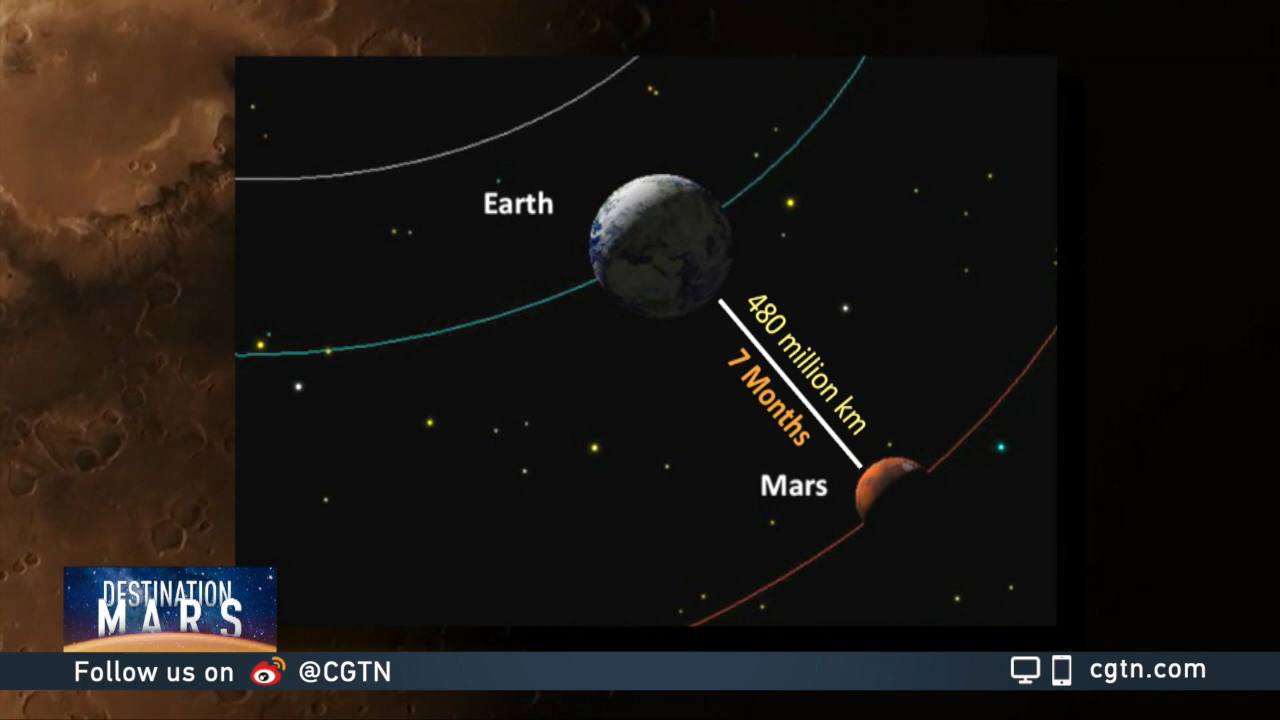 Earth
480 million km
7 Months
Mars
DESTINATION
MARS
Follow us on @CGTN
cgtn.com